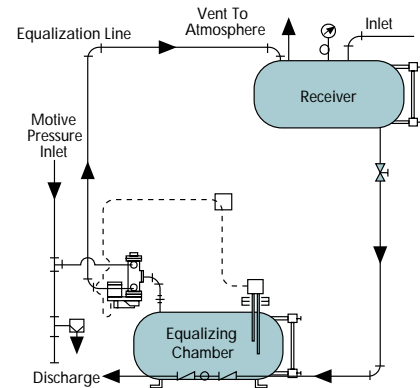 Vent To
Atmosphere
Inlet
Equalization Line
Receiver
Motive
Pressure
Inlet
Equalizing
Chamber
Discharge